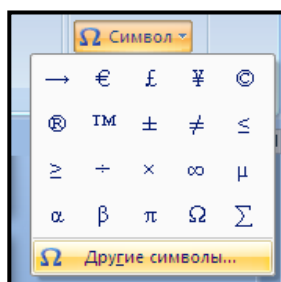 Ω Символ
→ € £ ¥ ©
® ™ ± ≠ ≤
≥ ÷ × ∞ µ
α β π Ω Σ
Ω Другие символы...